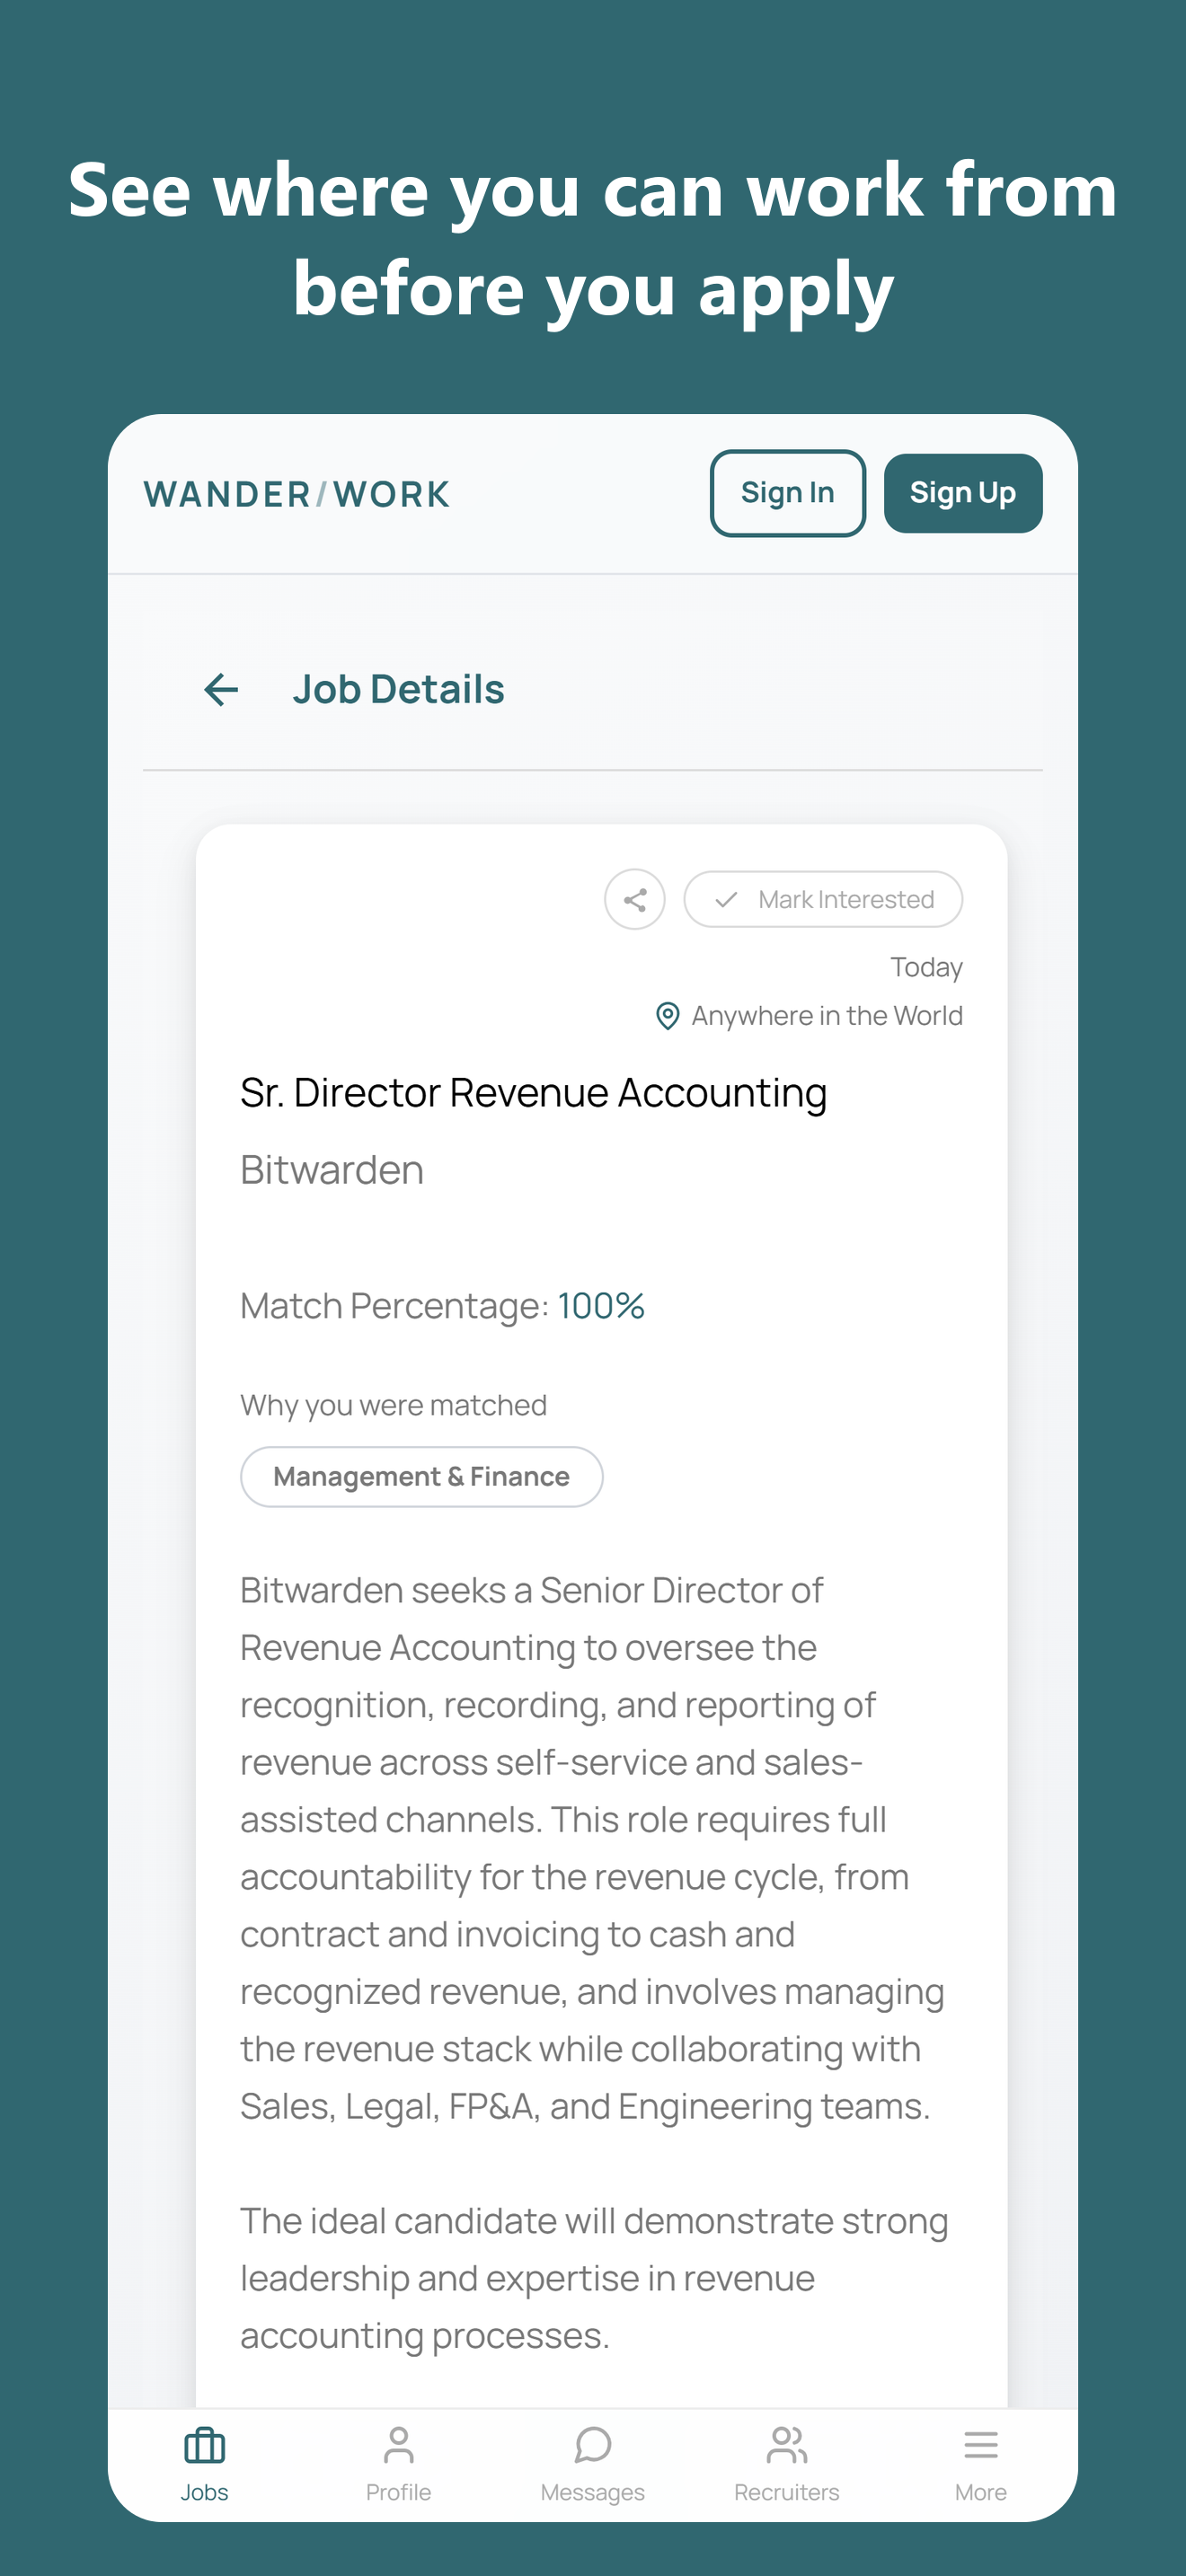 See where you can work from
before you apply
WANDER/WORK
Sign In
Sign Up
Job Details
Mark Interested
Today
Anywhere in the World
Sr. Director Revenue Accounting
Bitwarden
Match Percentage: 100%
Why you were matched
Management & Finance
Bitwarden seeks a Senior Director of
Revenue Accounting to oversee the
recognition, recording, and reporting of
revenue across self-service and sales-
assisted channels. This role requires full
accountability for the revenue cycle, from
contract and invoicing to cash and
recognized revenue, and involves managing
the revenue stack while collaborating with
Sales, Legal, FP&A, and Engineering teams.
The ideal candidate will demonstrate strong
leadership and expertise in revenue
accounting processes.
Jobs
Profile
Messages
Recruiters
More